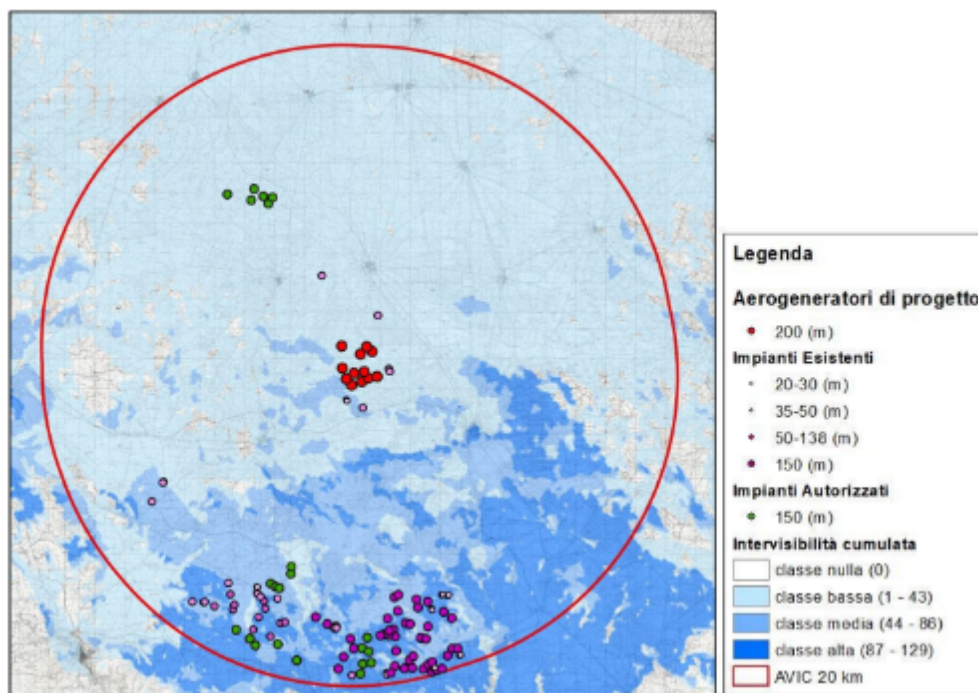 Legenda
Aerogeneratori di progetto
200 (m)
Impianti Esistenti
20-30 (m)
35-50 (m)
50-138 (m)
150 (m)
Impianti Autorizzati
150 (m)
Intervisibilità cumulata
classe nulla (0)
classe bassa (1 - 43)
classe media (44 - 86)
classe alta (87 - 129)
AVIC 20 km